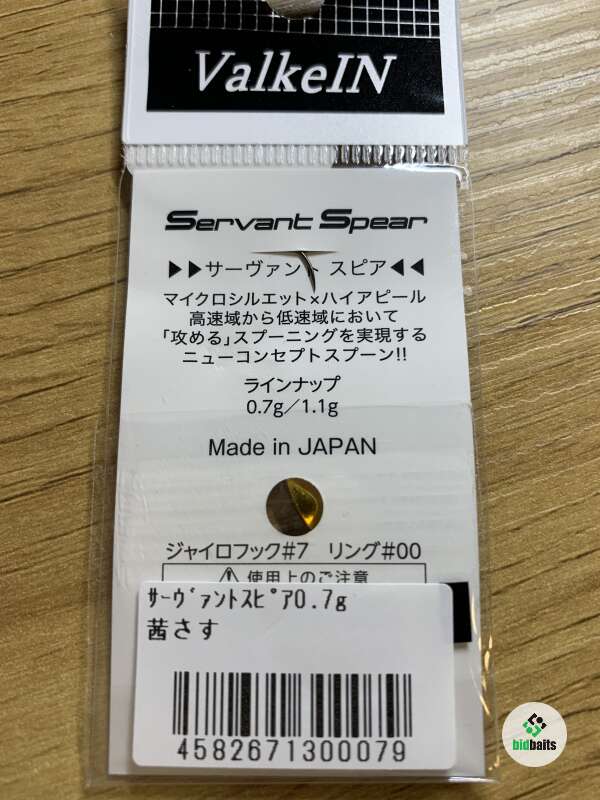 ValkeIN
Servant Spear
▶▶サーヴァント スピア◀◀
マイクロシルエット×ハイアピール
高速域から低速域において
「攻める」スプーニングを実現する
ニューコンセプトスプーン!!
ラインナップ
0.7g/1.1g
Made in JAPAN
ジャイロフック#7 リング#00
⚠ 使用上のご注意
ｻｰｳﾞｧﾝﾄｽﾋﾟｱ0.7g
茜さす
4582671300079
bidbaits